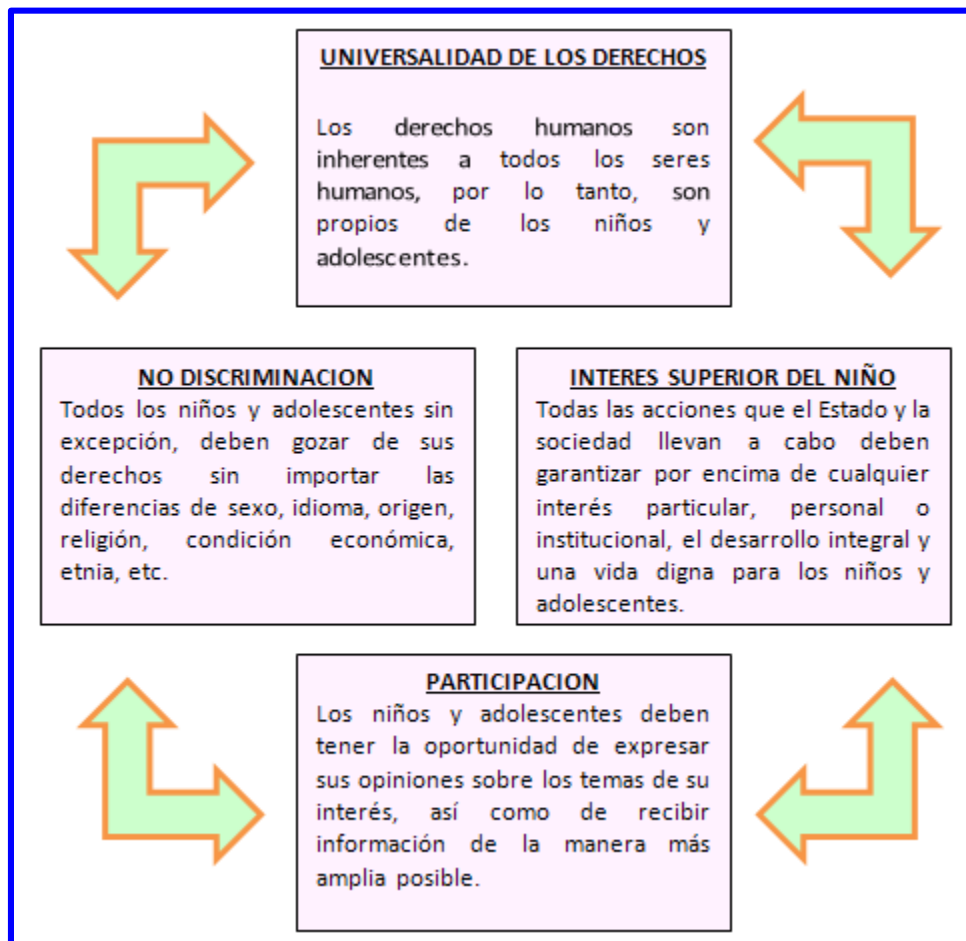 UNIVERSALIDAD DE LOS DERECHOS
Los derechos humanos son
inherentes a todos los seres
humanos, por lo tanto, son
propios de los niños y
adolescentes.
NO DISCRIMINACION
Todos los niños y adolescentes sin
excepción, deben gozar de sus
derechos sin importar las
diferencias de sexo, idioma, origen,
religión, condición económica,
etnia, etc.
INTERES SUPERIOR DEL NIÑO
Todas las acciones que el Estado y la
sociedad llevan a cabo deben
garantizar por encima de cualquier
interés particular, personal o
institucional, el desarrollo integral y
una vida digna para los niños y
adolescentes.
PARTICIPACION
Los niños y adolescentes deben
tener la oportunidad de expresar
sus opiniones sobre los temas de su
interés, así como de recibir
información de la manera más
amplia posible.